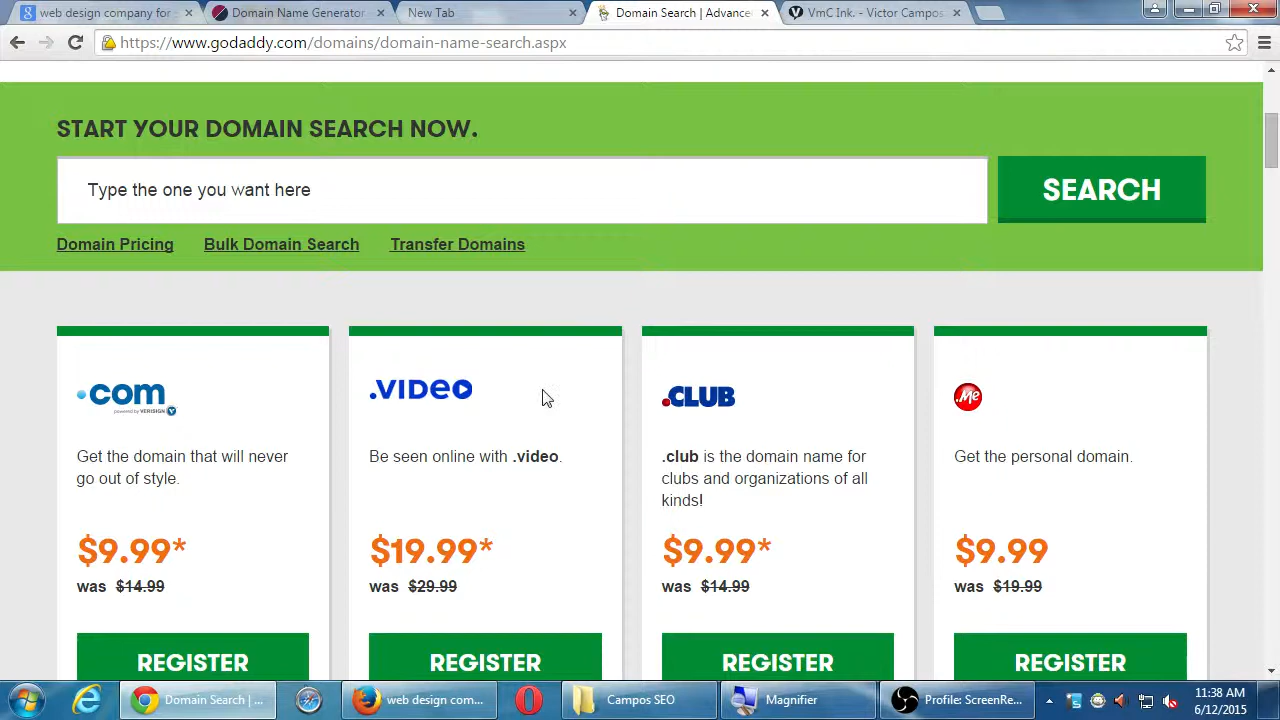 web design company for s
Domain Name Generator
New Tab
Domain Search | Advance
VmC Ink. - Victor Campos
https://www.godaddy.com/domains/domain-name-search.aspx
START YOUR DOMAIN SEARCH NOW.
Type the one you want here
SEARCH
Domain Pricing Bulk Domain Search Transfer Domains
.com
powered by VERISIGN
Get the domain that will never
go out of style.
$9.99*
was $14.99
REGISTER
.VIDEO
Be seen online with .video.
$19.99*
was $29.99
REGISTER
.CLUB
.club is the domain name for
clubs and organizations of all
kinds!
$9.99*
was $14.99
REGISTER
.Me
Get the personal domain.
$9.99
was $19.99
REGISTER
Domain Search | ...
web design com...
Campos SEO
Magnifier
Profile: ScreenRe...
11:38 AM
6/12/2015